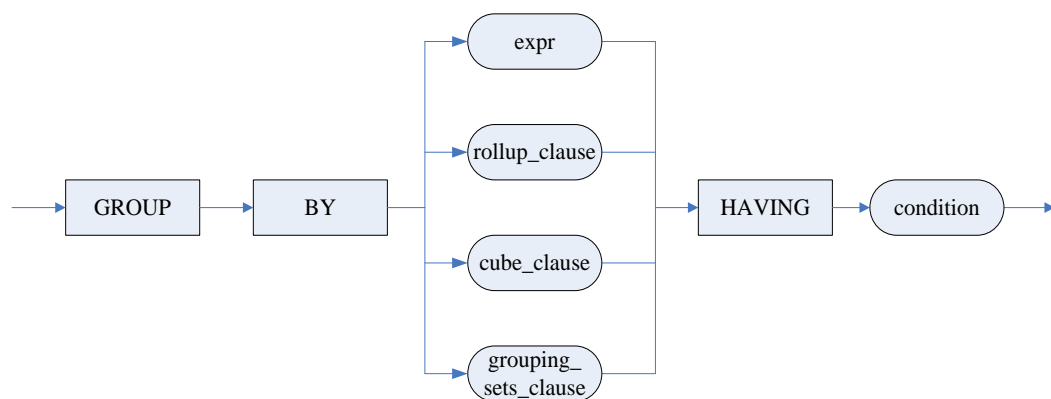 GROUP
BY
expr
rollup_clause
cube_clause
grouping_
sets_clause
HAVING
condition